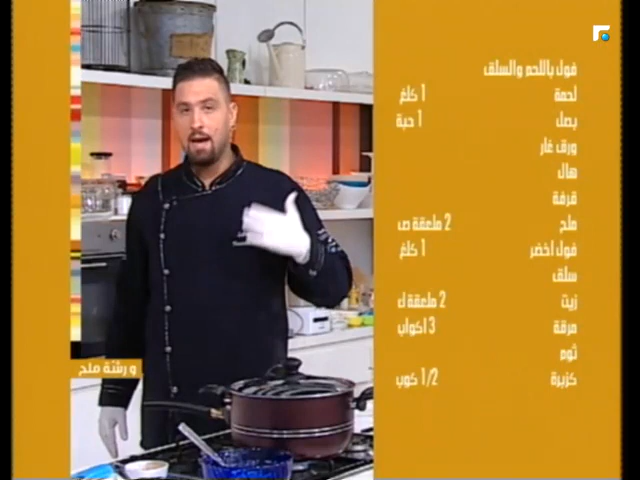 فول باللحم والسلق
لحمة 1 كلغ
بصل 1 حبة
ورق غار
هال
قرفة
ملح 2 ملعقة ص
فول اخضر 1 كلغ
سلق
زيت 2 ملعقة ك
مرقة 3 اكواب
ثوم
كزبرة 1/2 كوب
و رشة ملح